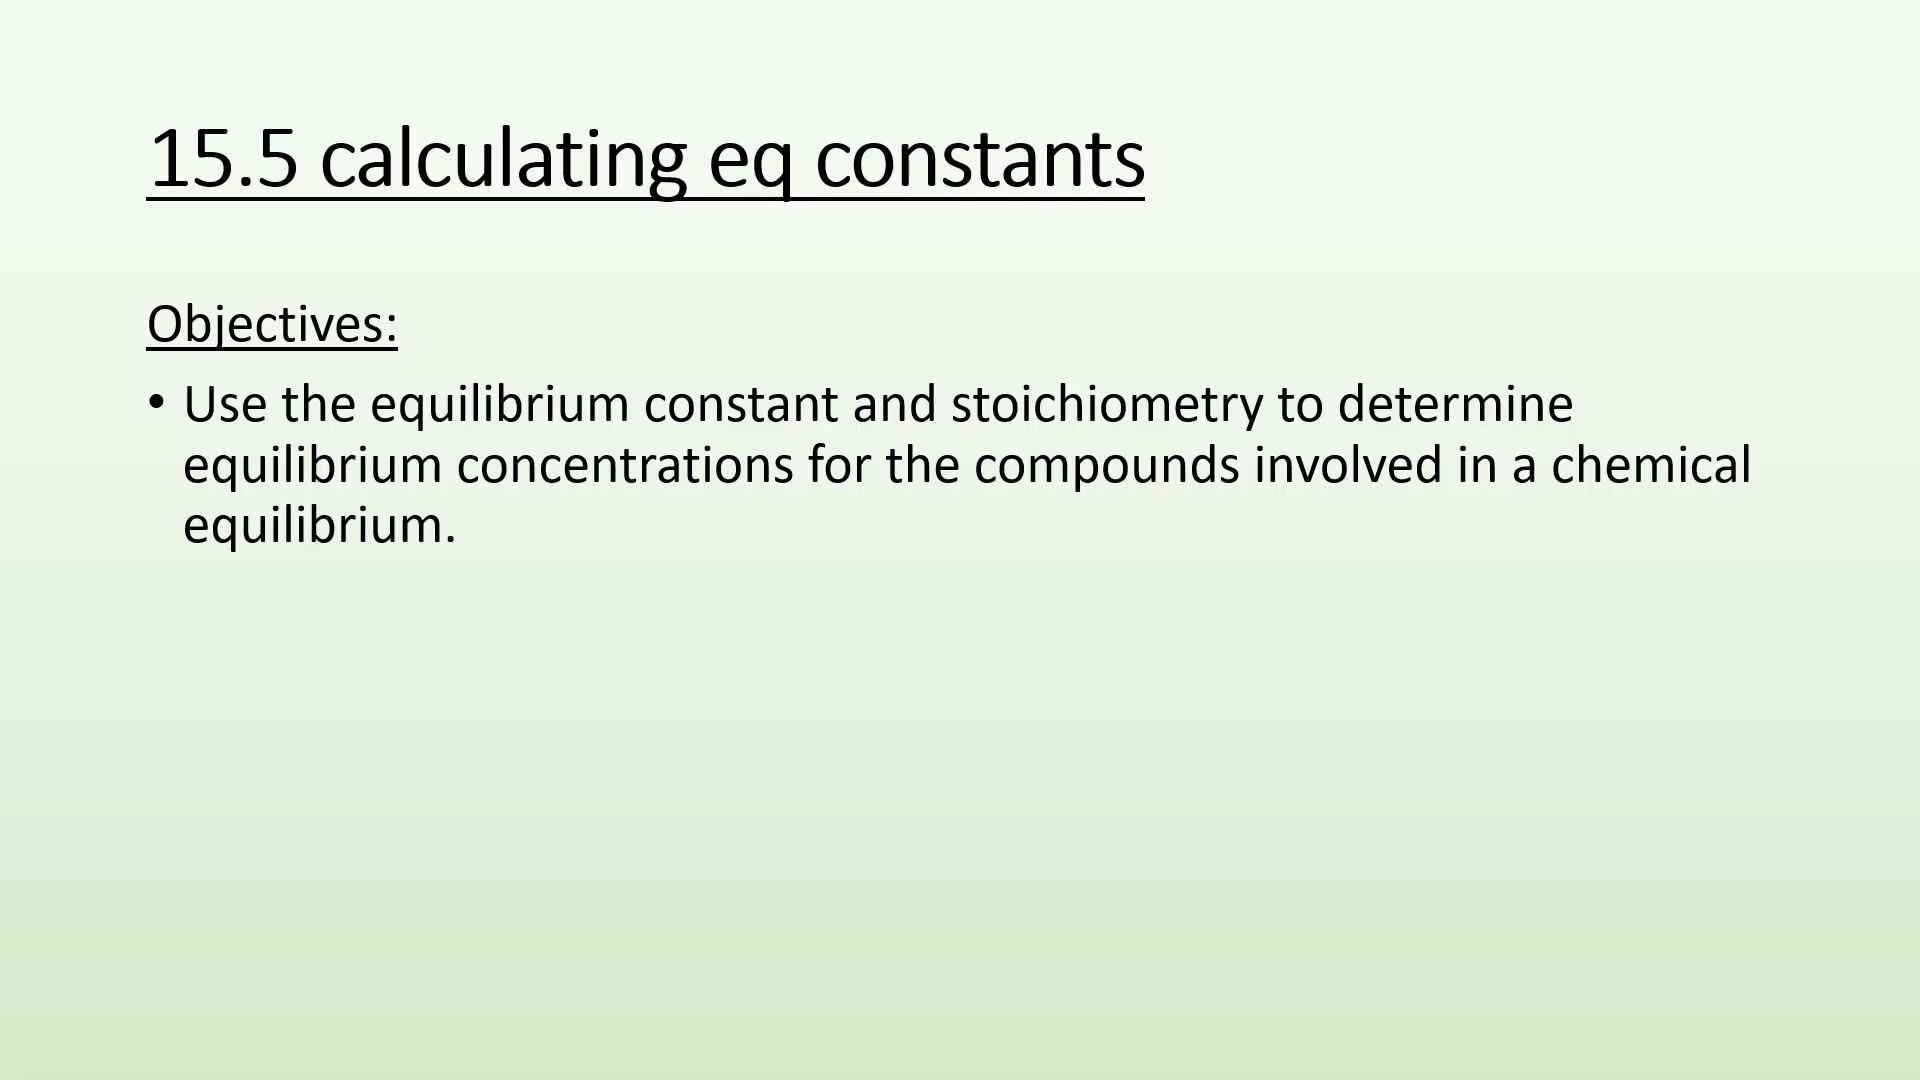 15.5 calculating eq constants
Objectives:
• Use the equilibrium constant and stoichiometry to determine
equilibrium concentrations for the compounds involved in a chemical
equilibrium.